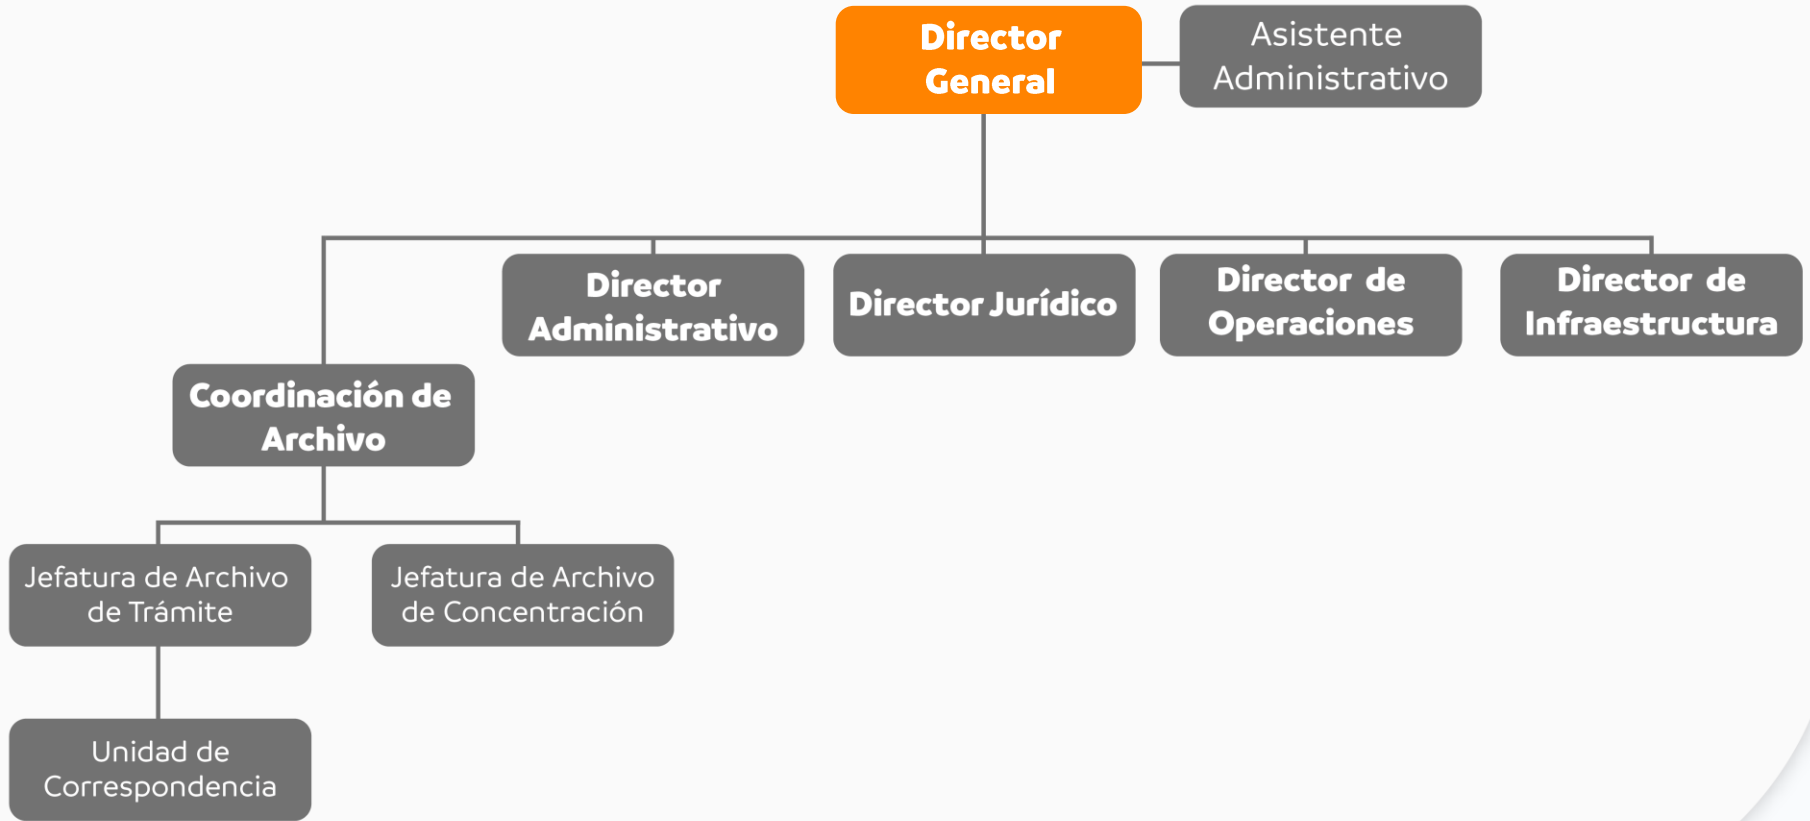 Director
General
Asistente
Administrativo
Director
Administrativo
Director Jurídico
Director de
Operaciones
Director de
Infraestructura
Coordinación de
Archivo
Jefatura de Archivo
de Trámite
Jefatura de Archivo
de Concentración
Unidad de
Correspondencia